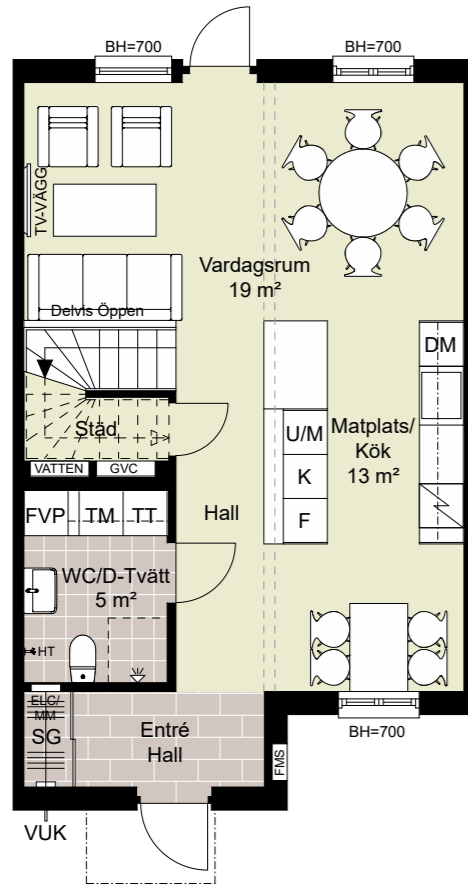 BH=700
BH=700
TV-VÄGG
Vardagsrum
19 m²
Delvis Öppen
DM
Städ
U/M
Matplats/
Kök
13 m²
K
VATTEN
GVC
F
FVP
TM
TT
Hall
WC/D-Tvätt
5 m²
HT
ELC/
MM
SG
Entré
Hall
BH=700
FMS
VUK